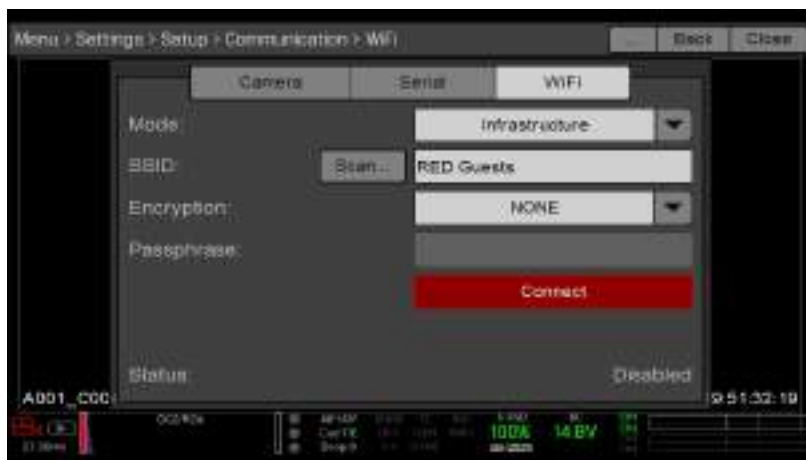 Menu > Settings > Setup > Communication > WiFi
... Back Close
Camera Serial WiFi
Mode: Infrastructure
SSID: Scan... RED Guests
Encryption: NONE
Passphrase:
Connect
Status: Disabled
A001_C00
9:51:32:19
100% 14.8V